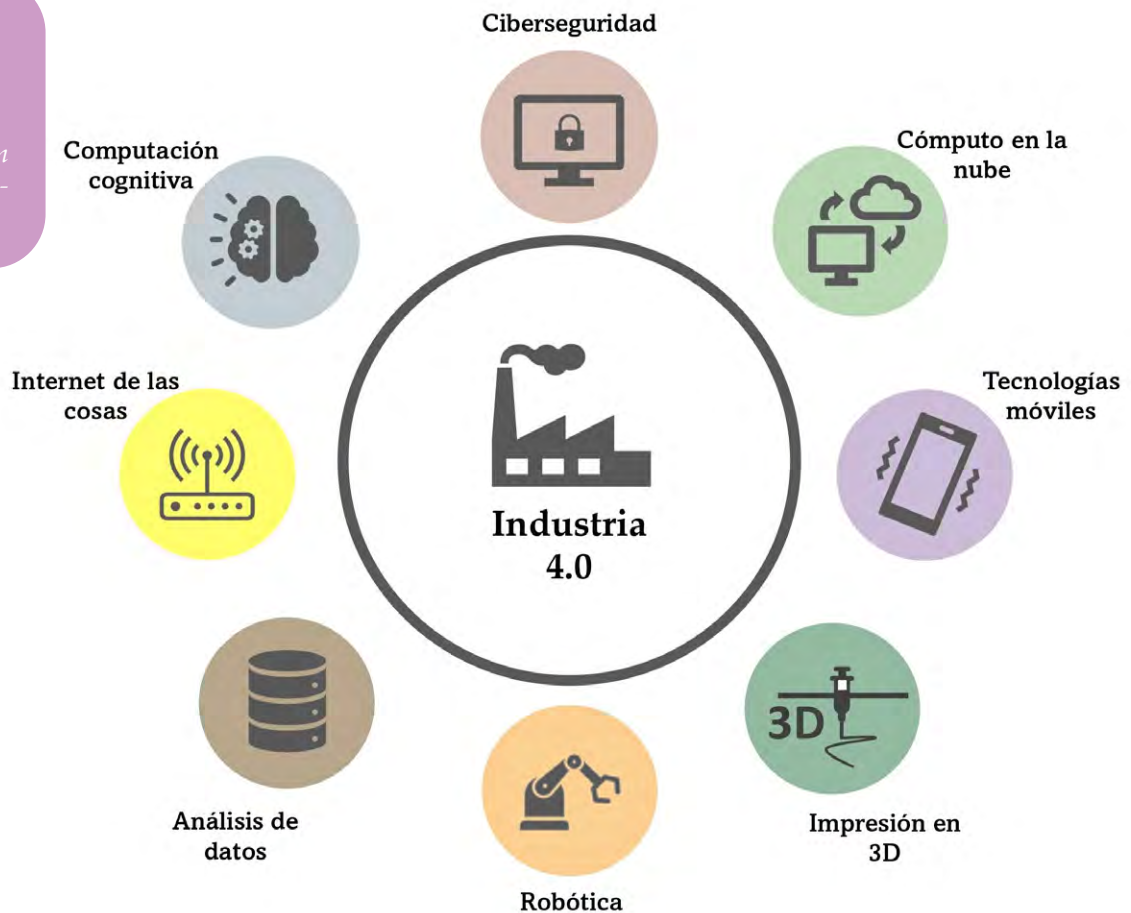 Ciberseguridad
Cómputo en la
nube
Computación
cognitiva
Tecnologías
móviles
Internet de las
cosas
Industria
4.0
3D
Impresión en
3D
Análisis de
datos
Robótica